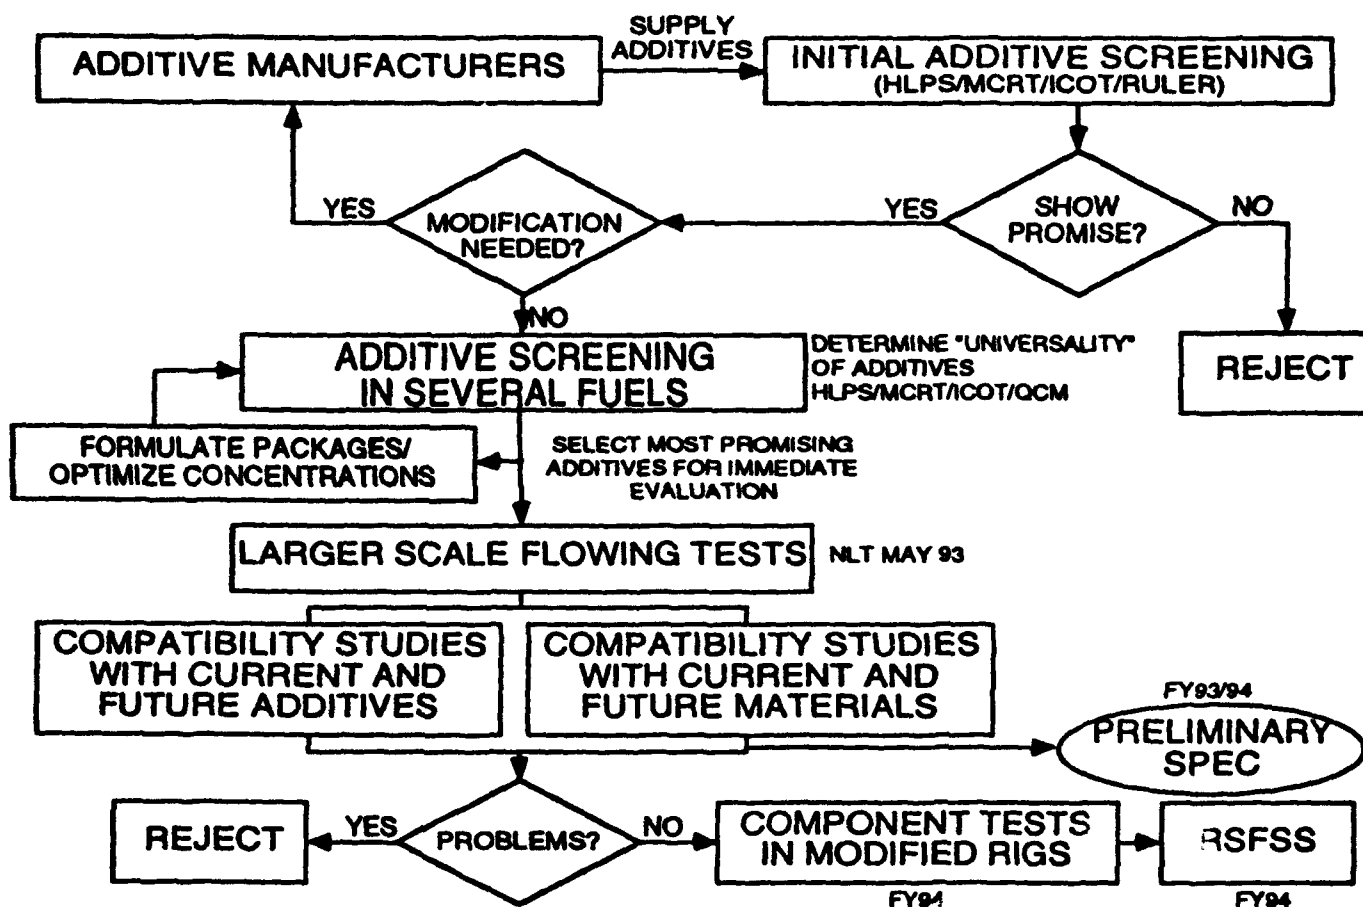 SUPPLY
ADDITIVES
ADDITIVE MANUFACTURERS
INITIAL ADDITIVE SCREENING
(HLPS/MCRT/ICOT/RULER)
YES
MODIFICATION
NEEDED?
YES
SHOW
PROMISE?
NO
NO
REJECT
ADDITIVE SCREENING
IN SEVERAL FUELS
DETERMINE "UNIVERSALITY"
OF ADDITIVES
HLPS/MCRT/ICOT/QCM
FORMULATE PACKAGES/
OPTIMIZE CONCENTRATIONS
SELECT MOST PROMISING
ADDITIVES FOR IMMEDIATE
EVALUATION
LARGER SCALE FLOWING TESTS
NLT MAY 93
COMPATIBILITY STUDIES
WITH CURRENT AND
FUTURE ADDITIVES
COMPATIBILITY STUDIES
WITH CURRENT AND
FUTURE MATERIALS
FY93/94
PRELIMINARY
SPEC
REJECT
YES
PROBLEMS?
NO
COMPONENT TESTS
IN MODIFIED RIGS
FY94
RSFSS
FY94